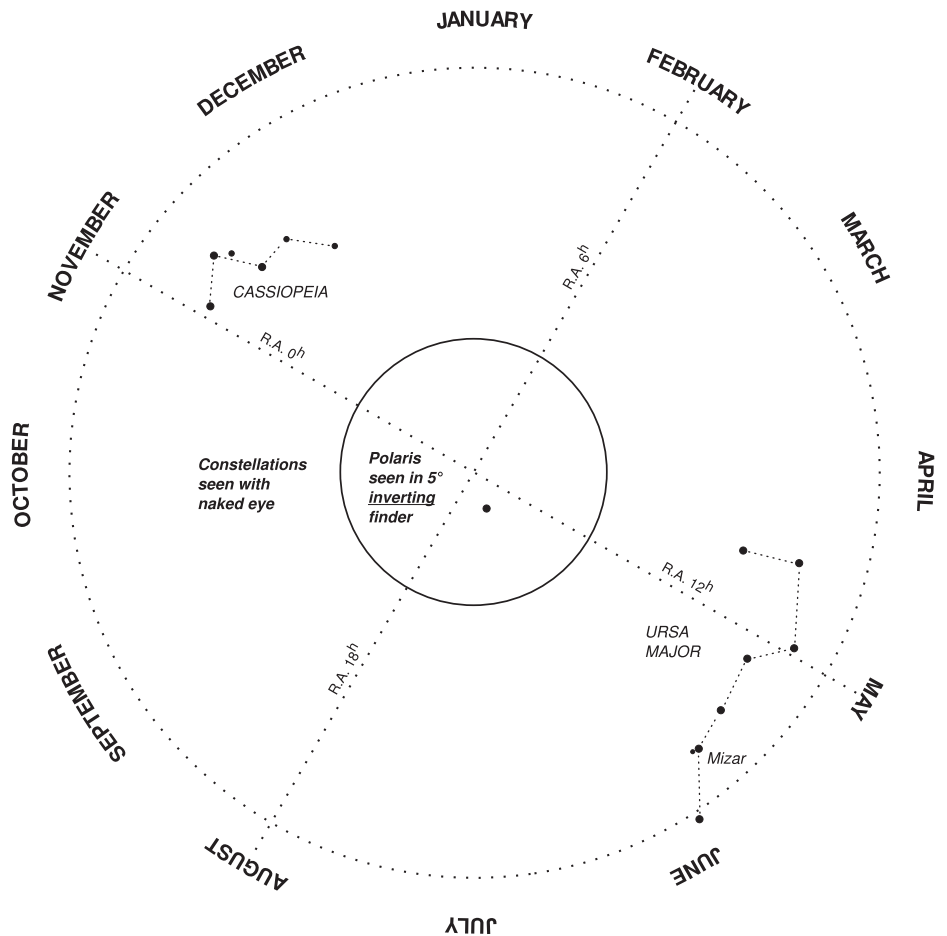 JANUARY
DECEMBER
FEBRUARY
NOVEMBER
MARCH
R.A. 6h
CASSIOPEIA
R.A. 0h
OCTOBER
APRIL
Constellations
seen with
naked eye
Polaris
seen in 5°
inverting
finder
R.A. 12h
URSA
MAJOR
R.A. 18h
SEPTEMBER
MAY
Mizar
AUGUST
JUNE
JULY